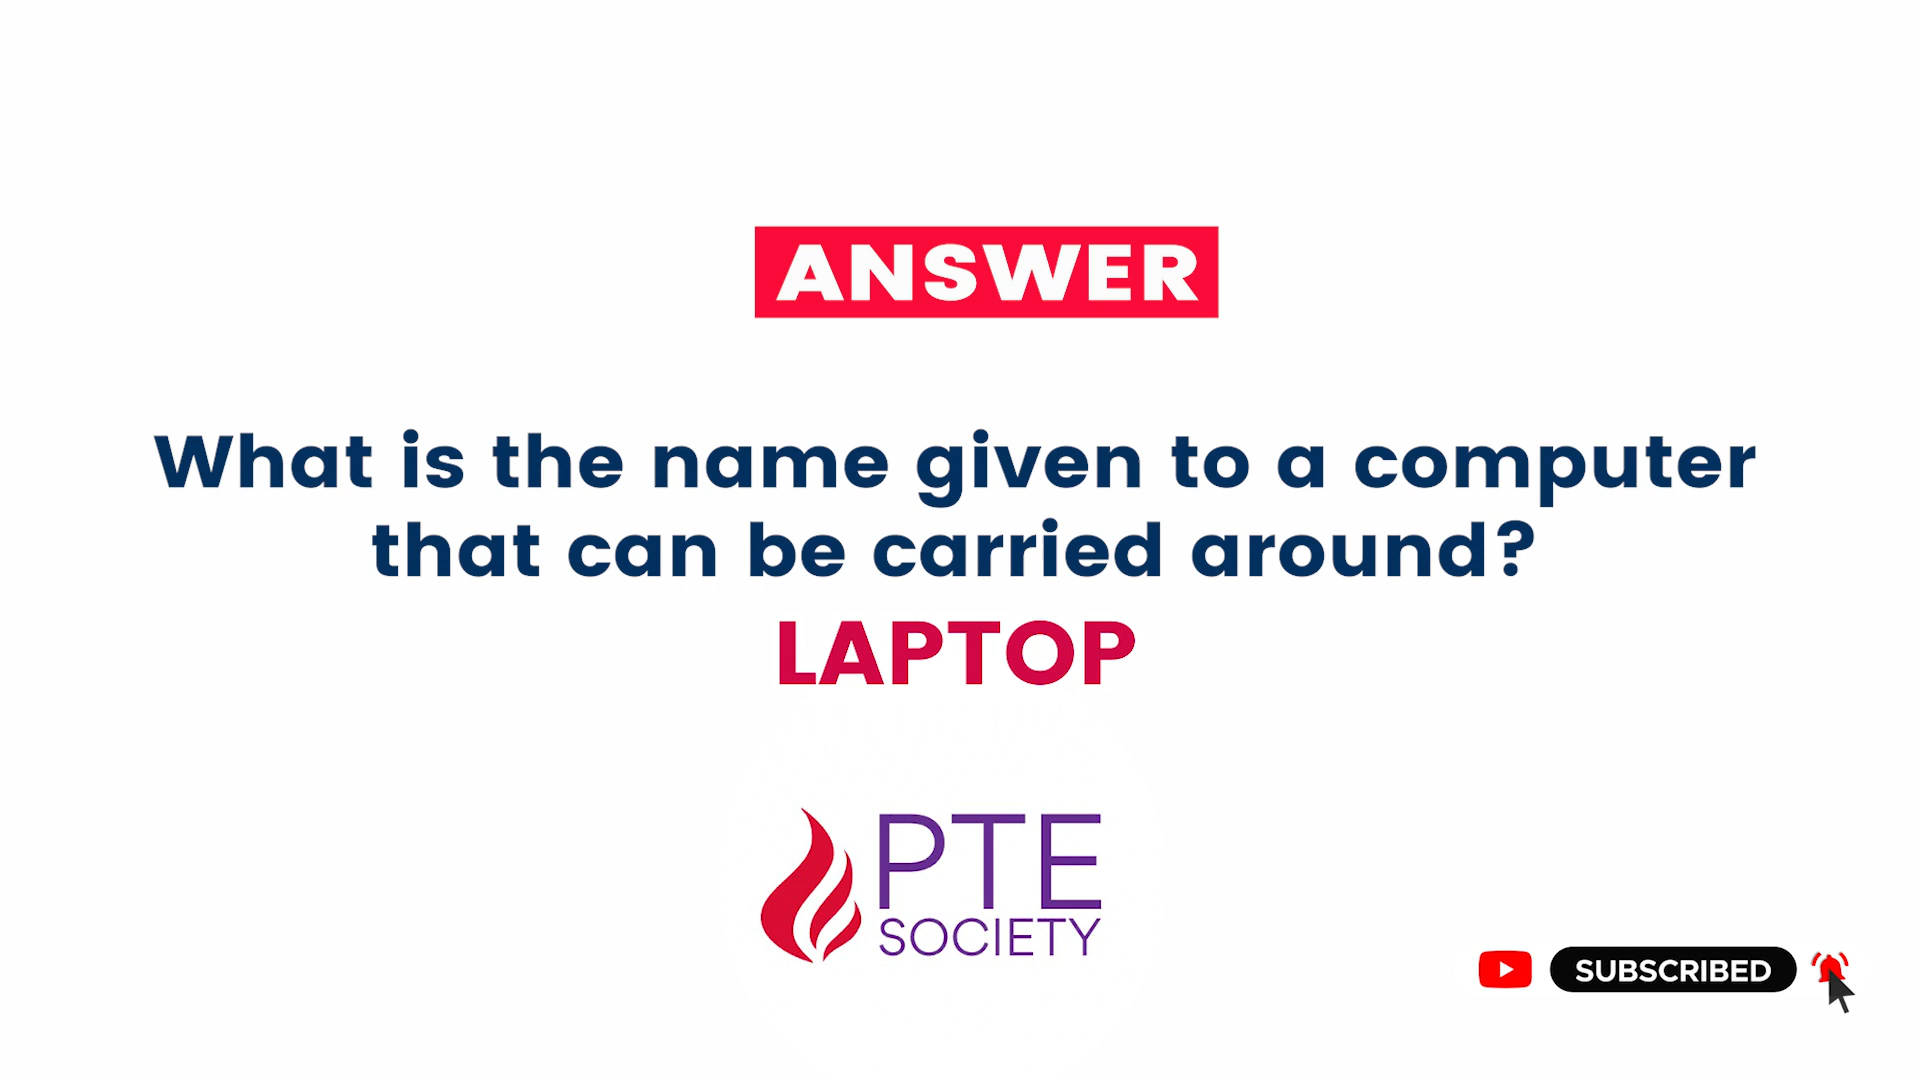 ANSWER
What is the name given to a computer
that can be carried around?
LAPTOP
PTE
SOCIETY
SUBSCRIBED